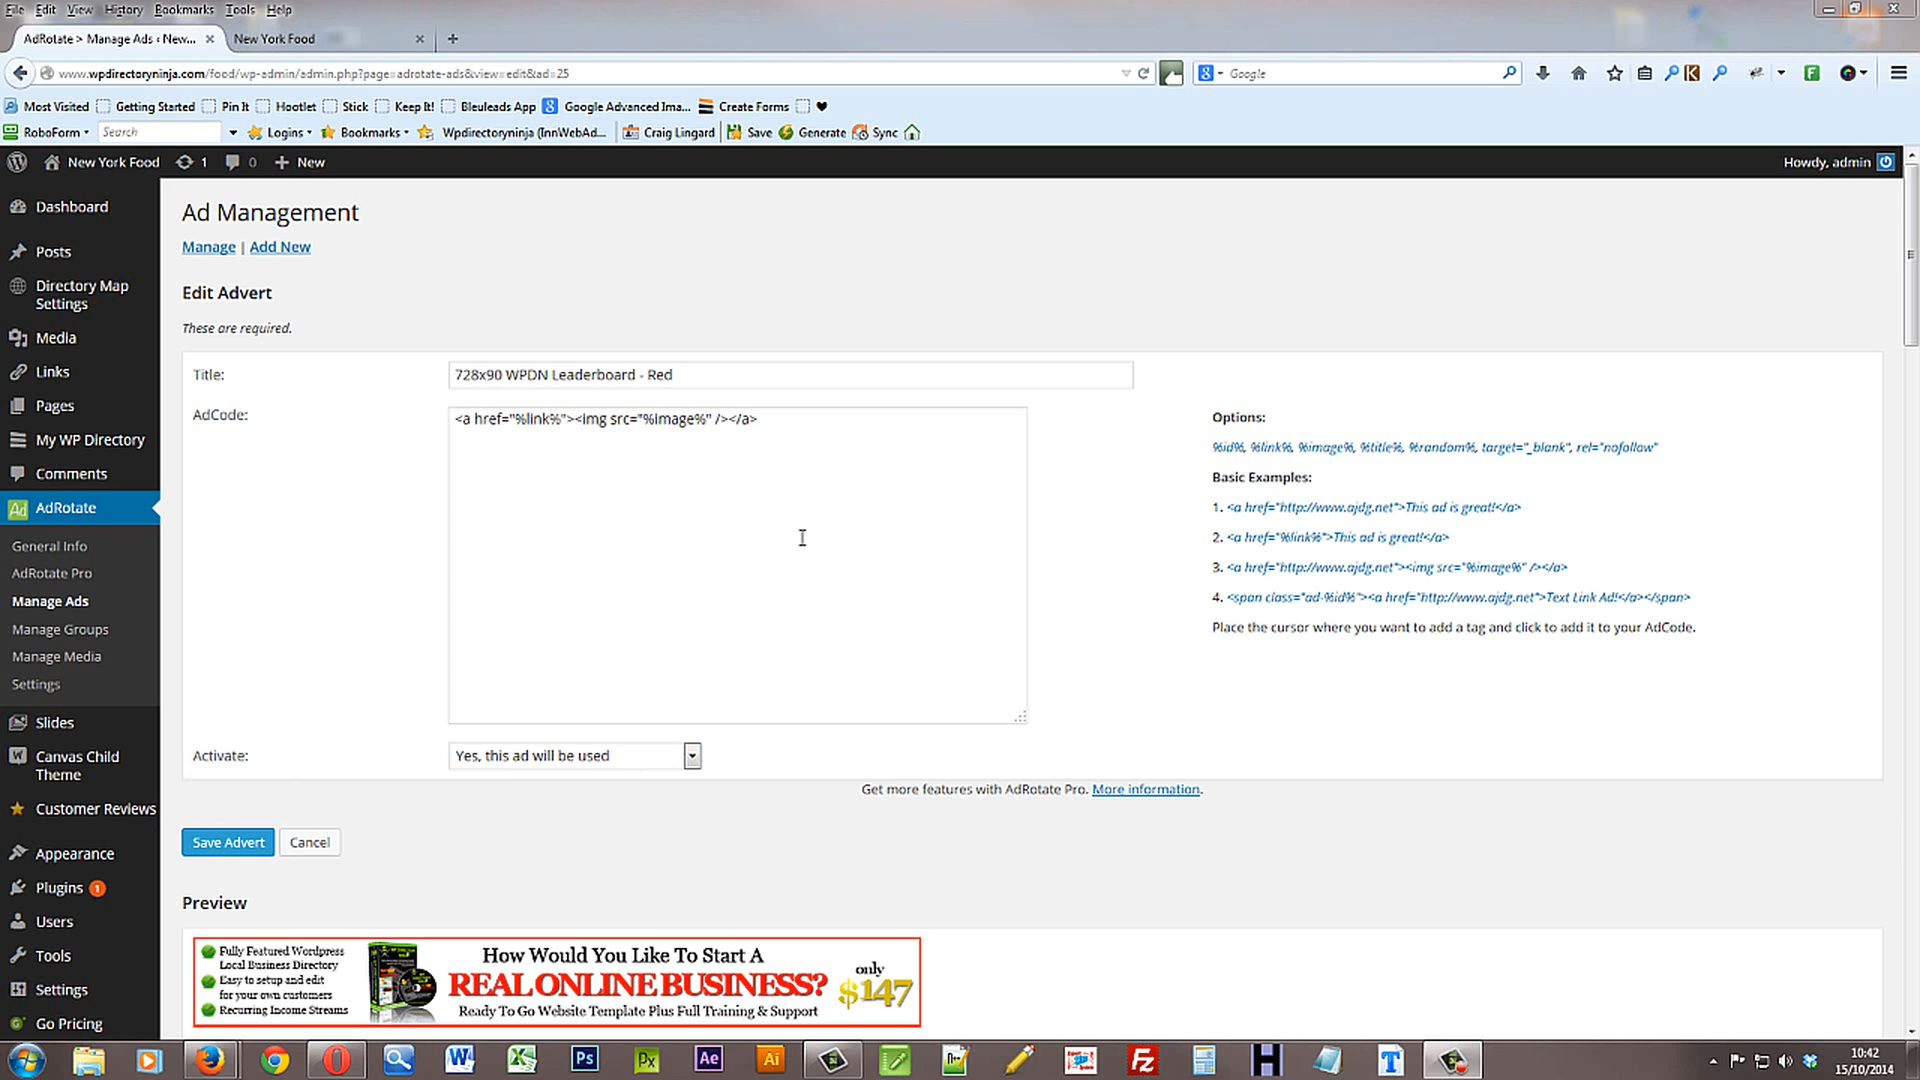 File Edit View History Bookmarks Tools Help
AdRotate > Manage Ads ‹ New...
New York Food
www.wpdirectoryninja.com/food/wp-admin/admin.php?page=adrotate-ads&view=edit&ad=25
Google
Most Visited Getting Started Pin It Hootlet Stick Keep It! Bleuleads App Google Advanced Ima... Create Forms
RoboForm Search Logins Bookmarks Wpdirectoryninja (InnWebAd... Craig Lingard Save Generate Sync
New York Food 1 0 New
Howdy, admin
Dashboard
Posts
Directory Map
Settings
Media
Links
Pages
My WP Directory
Comments
AdRotate
General Info
AdRotate Pro
Manage Ads
Manage Groups
Manage Media
Settings
Slides
Canvas Child
Theme
Customer Reviews
Appearance
Plugins 1
Users
Tools
Settings
Go Pricing
Ad Management
Manage | Add New
Edit Advert
These are required.
Title:
728x90 WPDN Leaderboard - Red
AdCode:
<a href="%link%"><img src="%image%" /></a>
Options:
%id%, %link%, %image%, %title%, %random%, target="_blank", rel="nofollow"
Basic Examples:
1. <a href="http://www.ajdg.net">This ad is great!</a>
2. <a href="%link%">This ad is great!</a>
3. <a href="http://www.ajdg.net"><img src="%image%" /></a>
4. <span class="ad-%id%"><a href="http://www.ajdg.net">Text Link Ad!</a></span>
Place the cursor where you want to add a tag and click to add it to your AdCode.
Activate:
Yes, this ad will be used
Get more features with AdRotate Pro. More information.
Save Advert Cancel
Preview
Fully Featured Wordpress
Local Business Directory
Easy to setup and edit
for your own customers
Recurring Income Streams
How Would You Like To Start A
REAL ONLINE BUSINESS?
Ready To Go Website Template Plus Full Training & Support
only
$147
10:42
15/10/2014